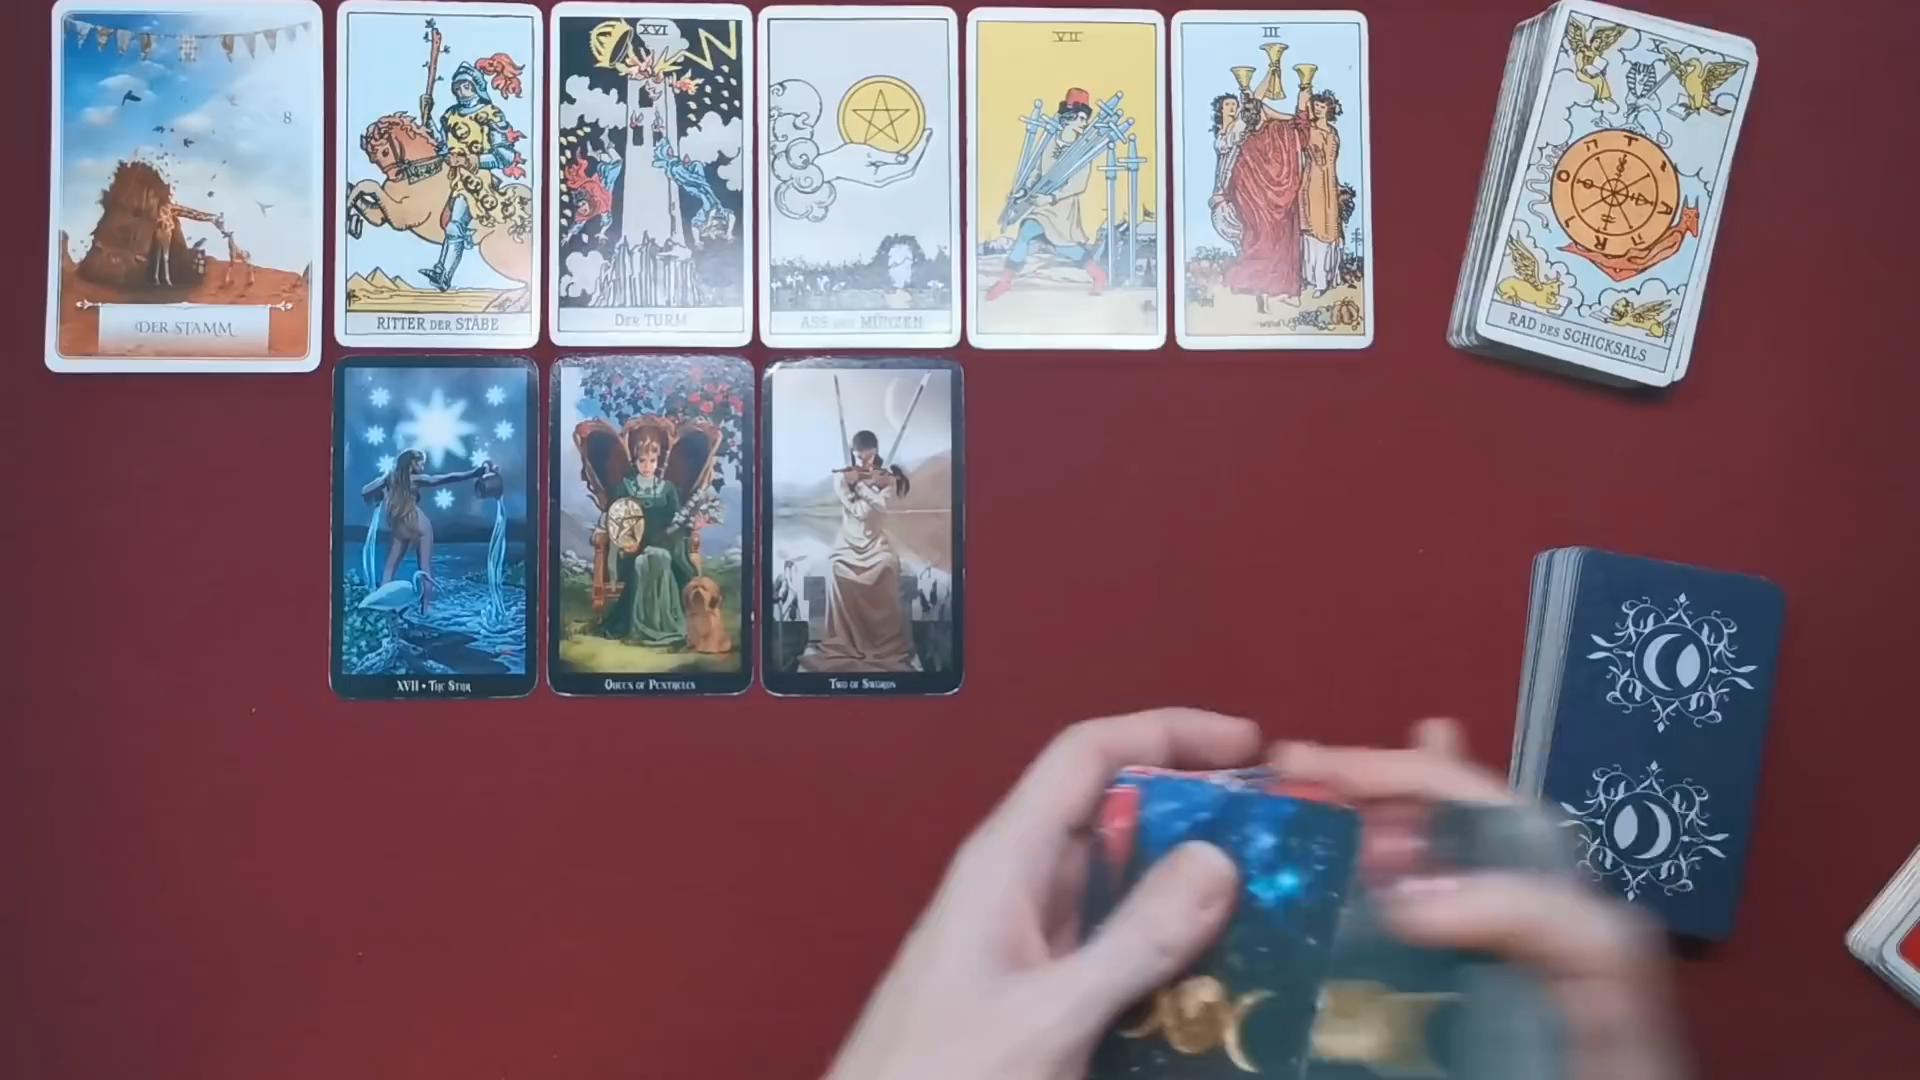 8
DER STAMM
RITTER DER STÄBE
XVI
DER TURM
ASS DER MÜNZEN
VII
III
X
RAD DES SCHICKSALS
XVII • The Star
Queen of Pentacles
Two of Swords